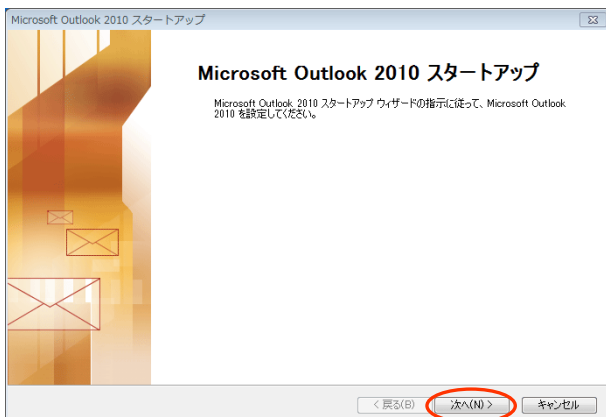 Microsoft Outlook 2010 スタートアップ
Microsoft Outlook 2010 スタートアップ
Microsoft Outlook 2010 スタートアップ ウィザードの指示に従って、Microsoft Outlook
2010 を設定してください。
< 戻る(B) 次へ(N) > キャンセル